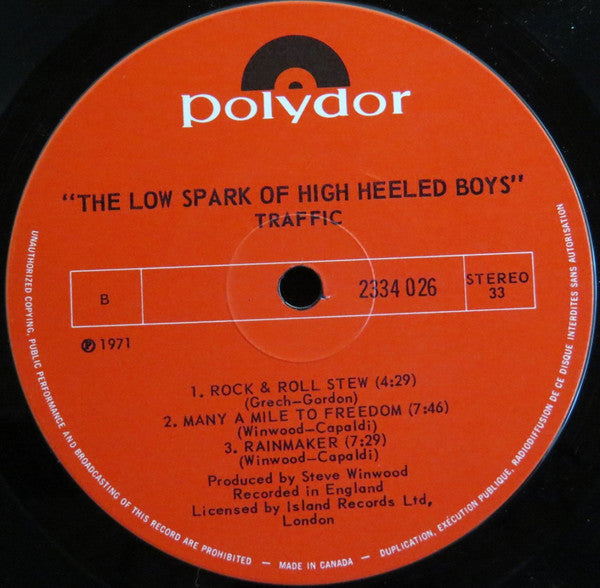 polydor
"THE LOW SPARK OF HIGH HEELED BOYS"
TRAFFIC
B
2334 026
STEREO
33
Ⓟ 1971
1. ROCK & ROLL STEW (4:29)
(Grech–Gordon)
2. MANY A MILE TO FREEDOM (7:46)
(Winwood–Capaldi)
3. RAINMAKER (7:29)
(Winwood–Capaldi)
Produced by Steve Winwood
Recorded in England
Licensed by Island Records Ltd,
London
UNAUTHORIZED COPYING, PUBLIC PERFORMANCE AND BROADCASTING OF THIS RECORD ARE PROHIBITED – MADE IN CANADA – DUPLICATION, EXÉCUTION PUBLIQUE, RADIODIFFUSION DE CE DISQUE INTERDITES SANS AUTORISATION